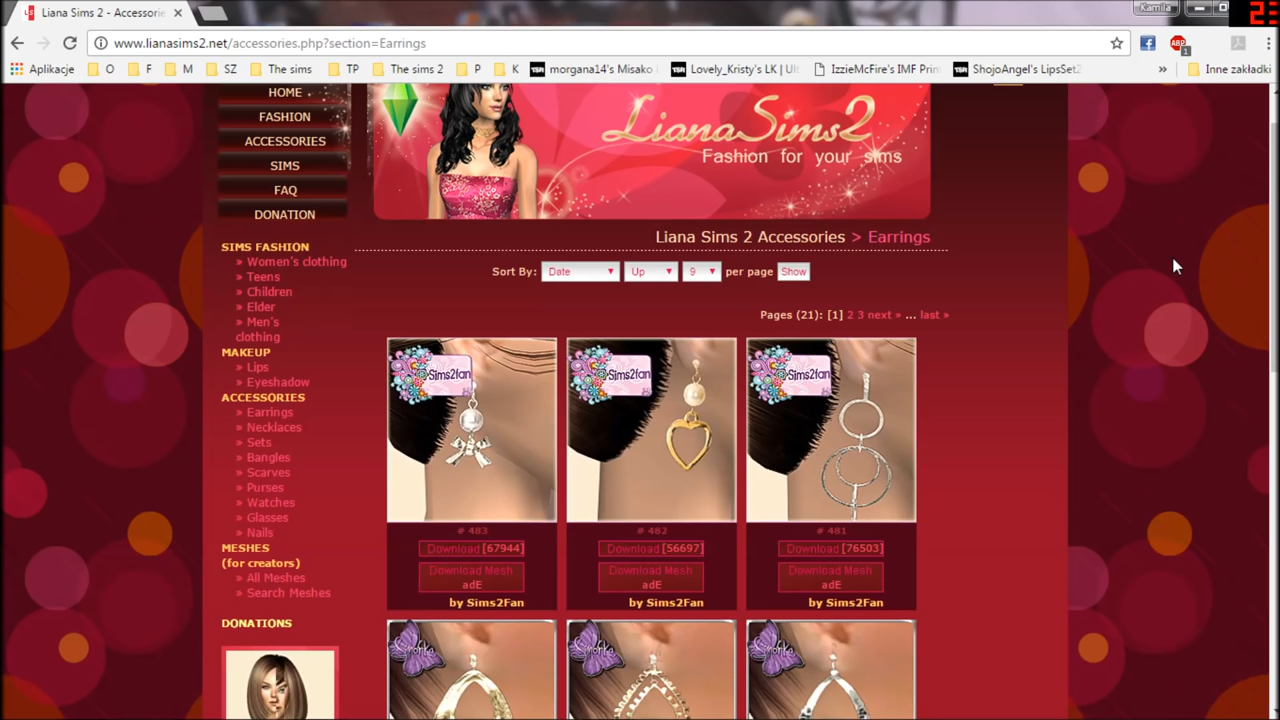 Liana Sims 2 - Accessorie
Kamila
23
www.lianasims2.net/accessories.php?section=Earrings
ABP
1
Aplikacje
O
F
M
SZ
The sims
TP
The sims 2
P
K
TSR
morgana14's Misako
TSR
Lovely_Kristy's LK | Ul
IzzieMcFire's IMF Prin
TSR
ShojoAngel's LipsSet2
»
Inne zakładki
HOME
FASHION
ACCESSORIES
SIMS
FAQ
DONATION
LianaSims2
Fashion for your sims
SIMS FASHION
» Women's clothing
» Teens
» Children
» Elder
» Men's
clothing
MAKEUP
» Lips
» Eyeshadow
ACCESSORIES
» Earrings
» Necklaces
» Sets
» Bangles
» Scarves
» Purses
» Watches
» Glasses
» Nails
MESHES
(for creators)
» All Meshes
» Search Meshes
DONATIONS
Liana Sims 2 Accessories > Earrings
Sort By: Date Up 9 per page Show
Pages (21): [1] 2 3 next » ... last »
Sims2fan
Sims2fan
Sims2fan
# 483
# 482
# 481
Download [67944]
Download [56697]
Download [76503]
Download Mesh
adE
Download Mesh
adE
Download Mesh
adE
by Sims2Fan
by Sims2Fan
by Sims2Fan